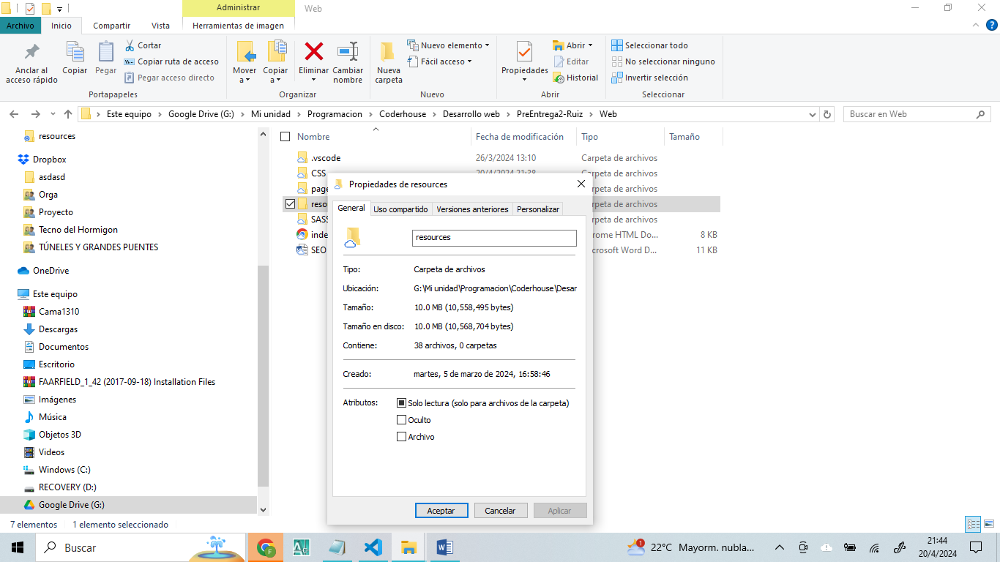 Administrar
Web
Archivo
Inicio
Compartir
Vista
Herramientas de imagen
Anclar al
acceso rápido
Copiar
Pegar
Cortar
Copiar ruta de acceso
Pegar acceso directo
Portapapeles
Mover
a
Copiar
a
Eliminar
Cambiar
nombre
Organizar
Nueva
carpeta
Nuevo elemento
Fácil acceso
Nuevo
Propiedades
Abrir
Editar
Historial
Abrir
Seleccionar todo
No seleccionar ninguno
Invertir selección
Seleccionar
Este equipo > Google Drive (G:) > Mi unidad > Programacion > Coderhouse > Desarrollo web > PreEntrega2-Ruiz > Web
Buscar en Web
resources
Dropbox
asdasd
Orga
Proyecto
Tecno del Hormigon
TÚNELES Y GRANDES PUENTES
OneDrive
Este equipo
Cama1310
Descargas
Documentos
Escritorio
FAARFIELD_1_42 (2017-09-18) Installation Files
Imágenes
Música
Objetos 3D
Videos
Windows (C:)
RECOVERY (D:)
Google Drive (G:)
Nombre Fecha de modificación Tipo Tamaño
.vscode 26/3/2024 13:10 Carpeta de archivos
CSS 20/4/2024 21:38 Carpeta de archivos
page rpeta de archivos
reso rpeta de archivos
SASS rpeta de archivos
inde rome HTML Do... 8 KB
SEO crosoft Word D... 11 KB
Propiedades de resources
General
Uso compartido
Versiones anteriores
Personalizar
resources
Tipo: Carpeta de archivos
Ubicación: G:\Mi unidad\Programacion\Coderhouse\Desar
Tamaño: 10.0 MB (10,558,495 bytes)
Tamaño en disco: 10.0 MB (10,568,704 bytes)
Contiene: 38 archivos, 0 carpetas
Creado: martes, 5 de marzo de 2024, 16:58:46
Atributos: Solo lectura (solo para archivos de la carpeta)
Oculto
Archivo
Aceptar
Cancelar
Aplicar
7 elementos
1 elemento seleccionado
Buscar
1
22°C Mayorm. nubla...
21:44
20/4/2024